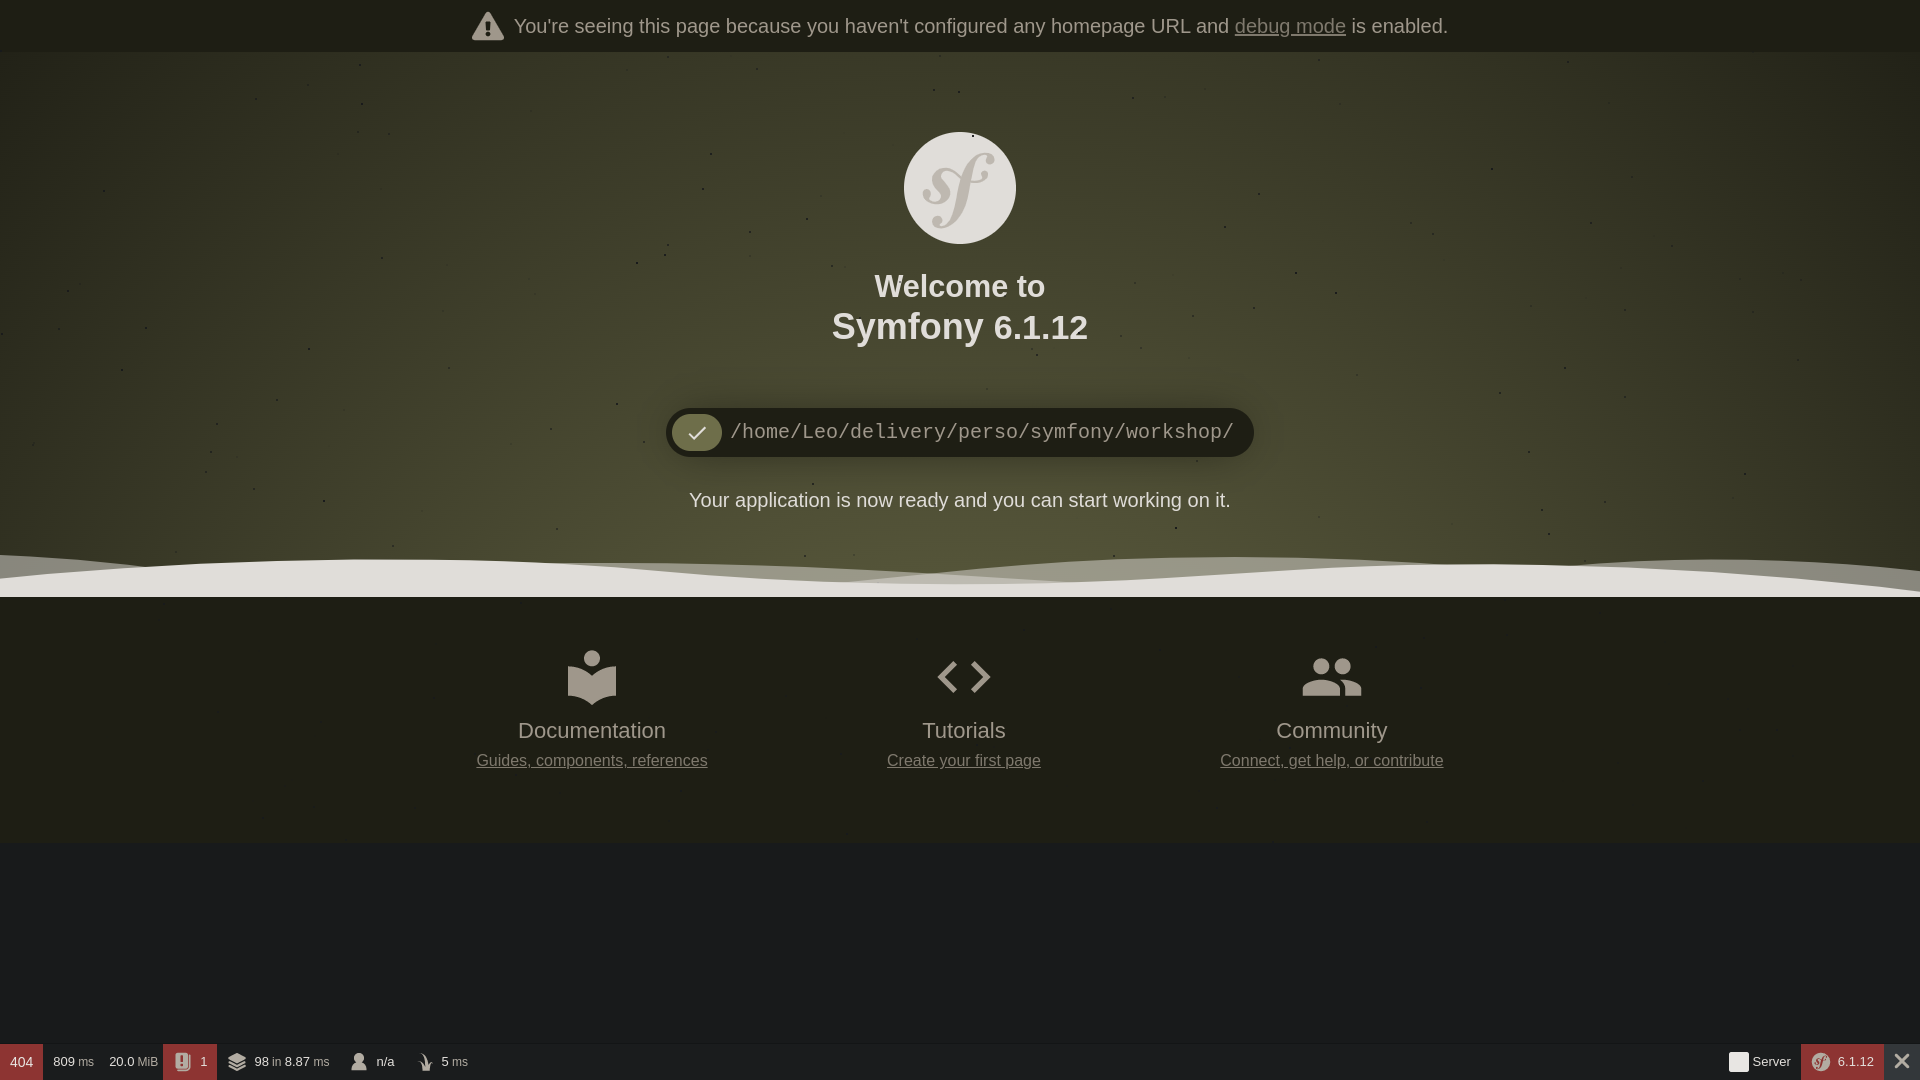 You're seeing this page because you haven't configured any homepage URL and debug mode is enabled.
sf
Welcome to
Symfony 6.1.12
/home/Leo/delivery/perso/symfony/workshop/
Your application is now ready and you can start working on it.
Documentation
Guides, components, references
Tutorials
Create your first page
Community
Connect, get help, or contribute
404 809 ms 20.0 MiB 1 98 in 8.87 ms n/a 5 ms Server sf 6.1.12